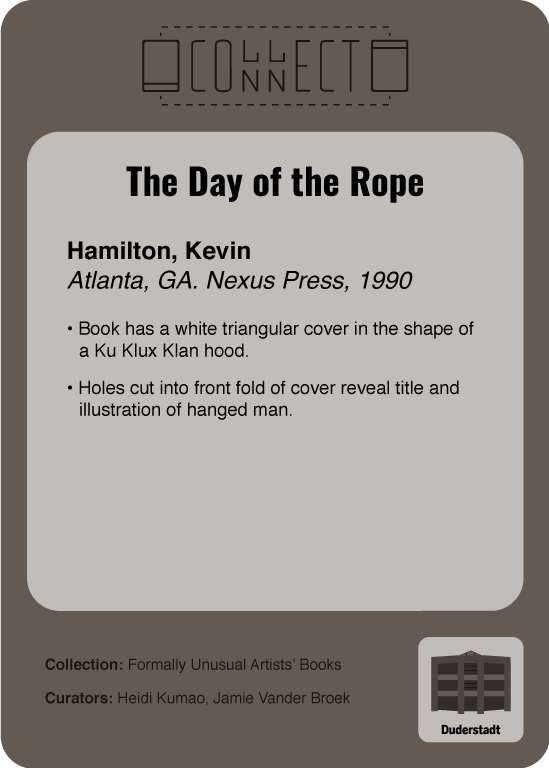 COLLECT
CONNECT
The Day of the Rope
Hamilton, Kevin
Atlanta, GA. Nexus Press, 1990
• Book has a white triangular cover in the shape of
a Ku Klux Klan hood.
• Holes cut into front fold of cover reveal title and
illustration of hanged man.
Collection: Formally Unusual Artists’ Books
Curators: Heidi Kumao, Jamie Vander Broek
Duderstadt